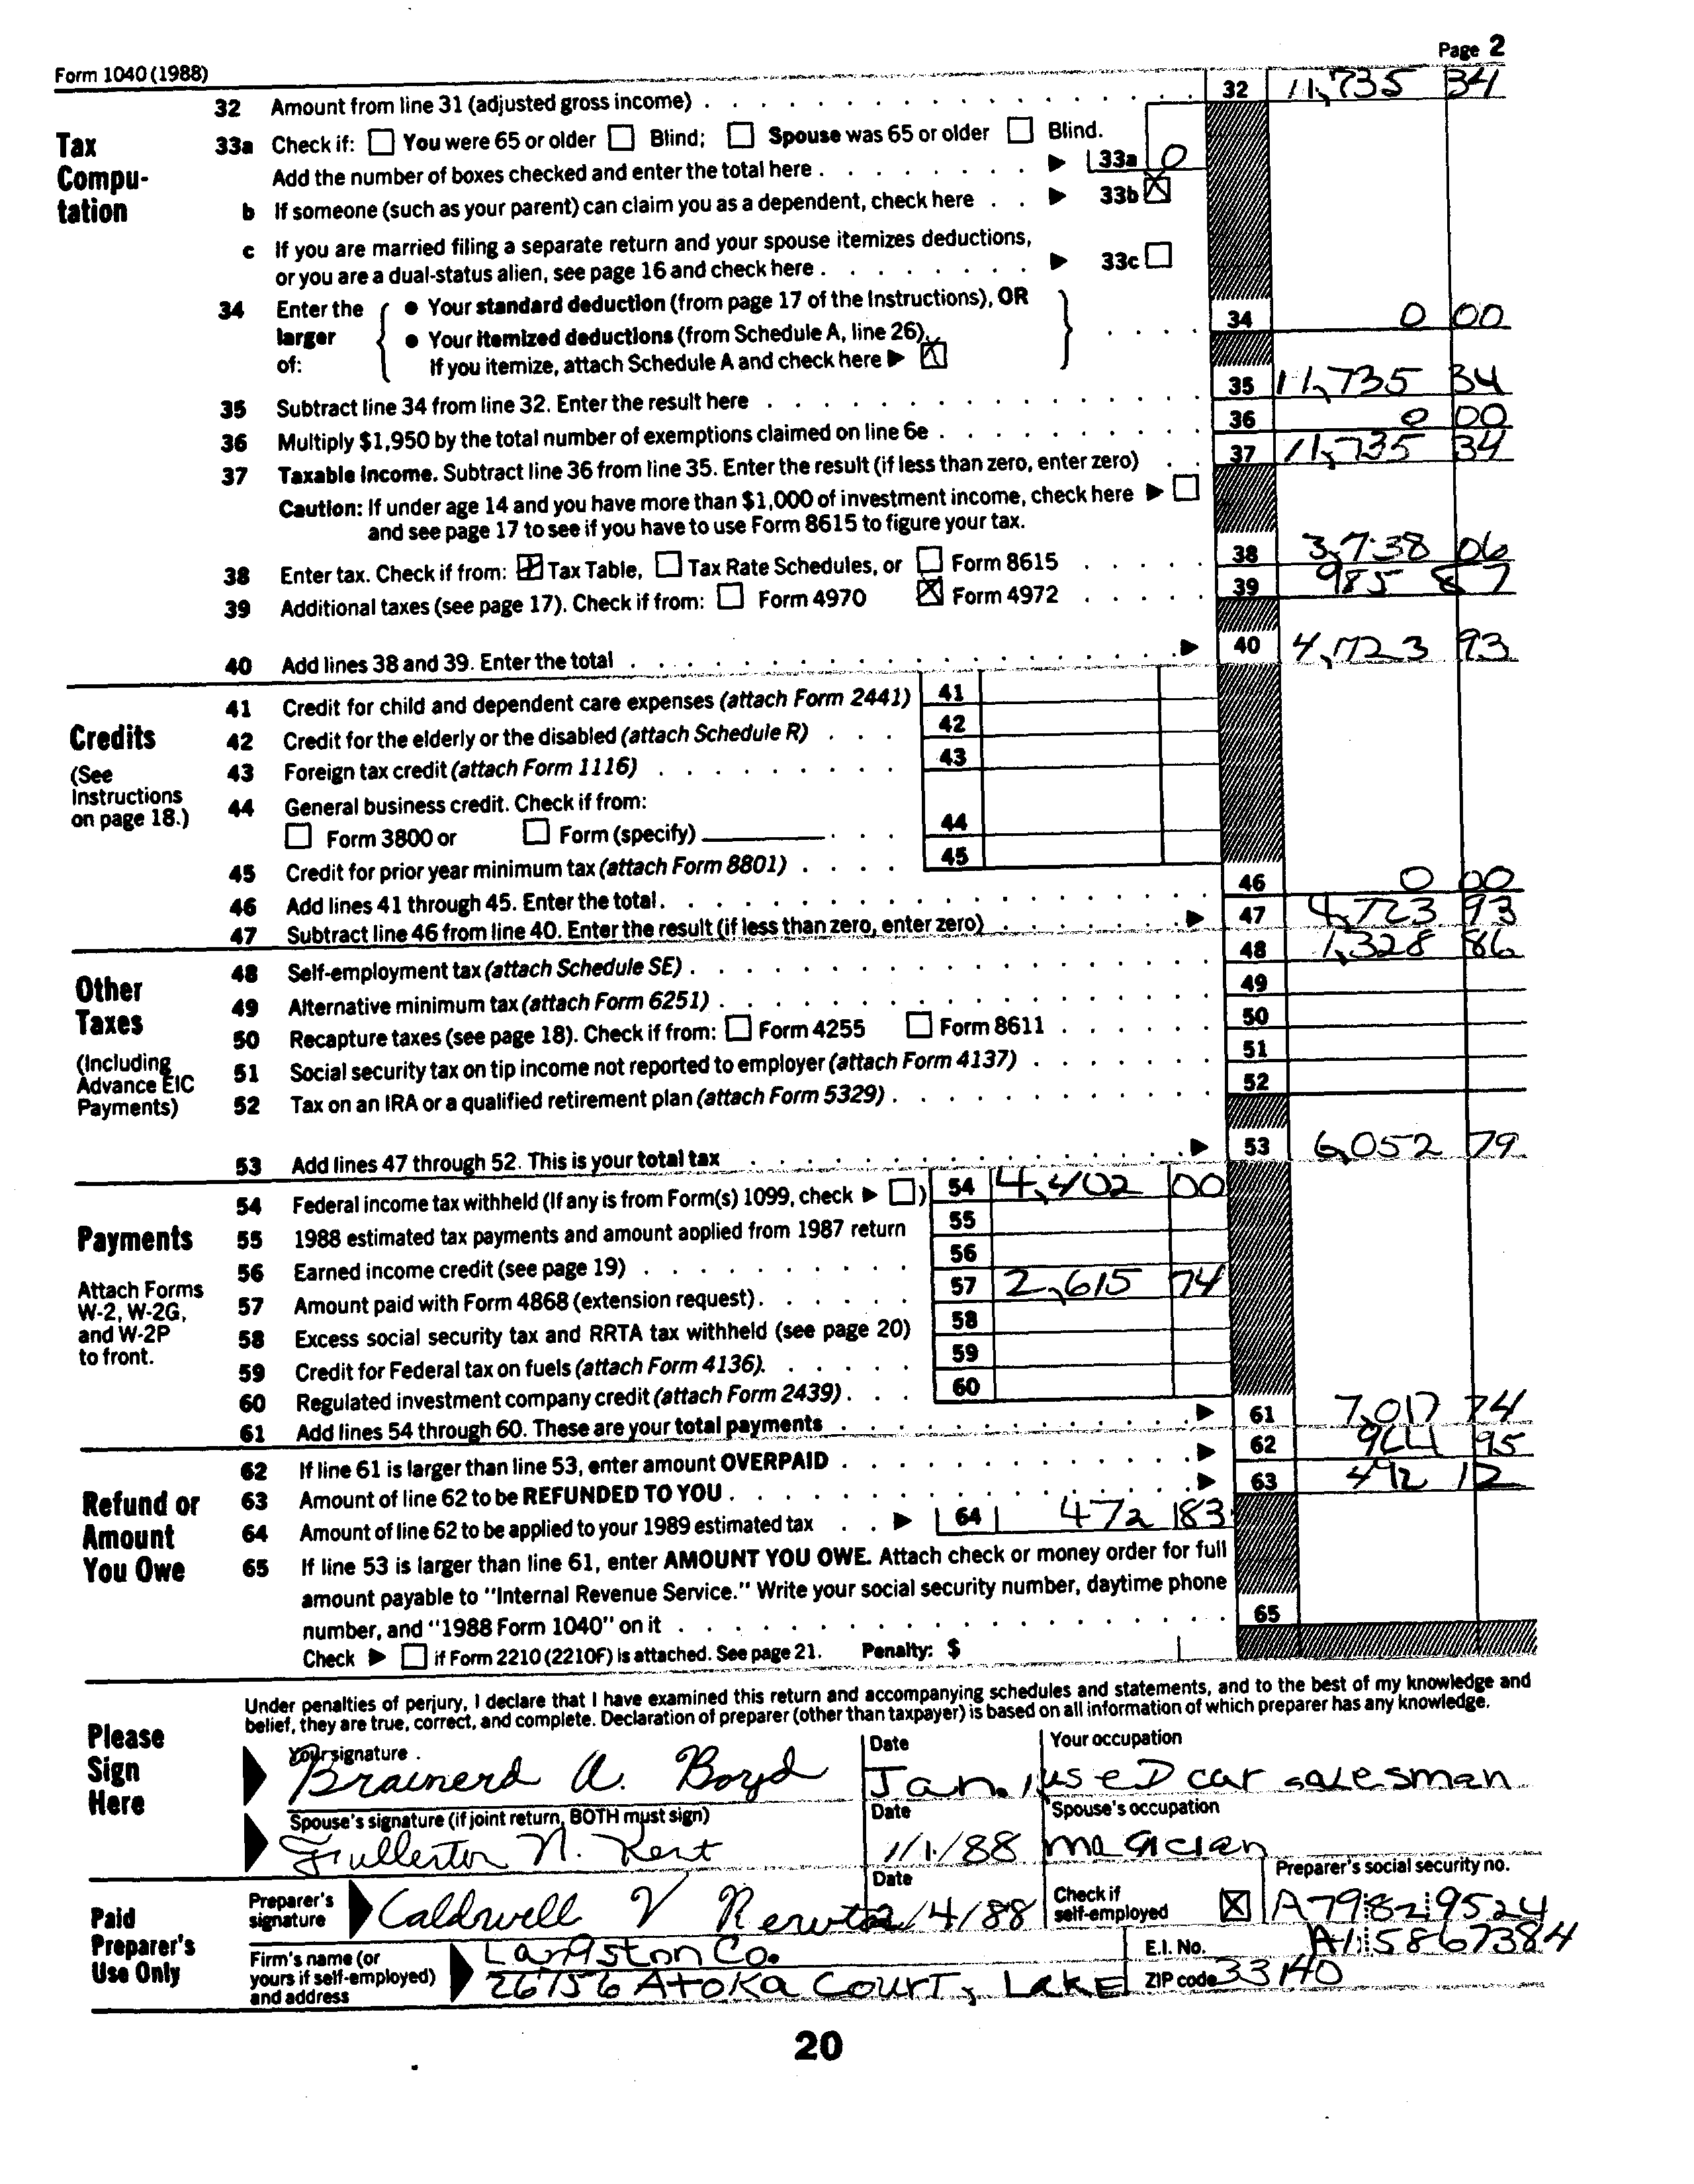 Form 1040 (1988) Page 2
32 Amount from line 31 (adjusted gross income) 32 11,735 34
Tax Compu- tation
33a Check if: You were 65 or older Blind; Spouse was 65 or older Blind.
Add the number of boxes checked and enter the total here 33a 0
b If someone (such as your parent) can claim you as a dependent, check here 33b X
c If you are married filing a separate return and your spouse itemizes deductions,
or you are a dual-status alien, see page 16 and check here 33c
34 Enter the larger of:
• Your standard deduction (from page 17 of the Instructions), OR
• Your itemized deductions (from Schedule A, line 26).
If you itemize, attach Schedule A and check here X
34 0 00
35 Subtract line 34 from line 32. Enter the result here 35 11,735 34
36 Multiply $1,950 by the total number of exemptions claimed on line 6e 36 0 00
37 Taxable income. Subtract line 36 from line 35. Enter the result (if less than zero, enter zero) 37 11,735 34
Caution: If under age 14 and you have more than $1,000 of investment income, check here
and see page 17 to see if you have to use Form 8615 to figure your tax.
38 Enter tax. Check if from: X Tax Table, Tax Rate Schedules, or Form 8615 38 3,738 06
39 Additional taxes (see page 17). Check if from: Form 4970 X Form 4972 39 985 87
40 Add lines 38 and 39. Enter the total 40 4,723 93
Credits
(See Instructions on page 18.)
41 Credit for child and dependent care expenses (attach Form 2441) 41
42 Credit for the elderly or the disabled (attach Schedule R) 42
43 Foreign tax credit (attach Form 1116) 43
44 General business credit. Check if from:
Form 3800 or Form (specify) 44
45 Credit for prior year minimum tax (attach Form 8801) 45
46 Add lines 41 through 45. Enter the total. 46 0 00
47 Subtract line 46 from line 40. Enter the result (if less than zero, enter zero) 47 4,723 93
Other Taxes
(Including Advance EIC Payments)
48 Self-employment tax (attach Schedule SE) 48 1,328 86
49 Alternative minimum tax (attach Form 6251) 49
50 Recapture taxes (see page 18). Check if from: Form 4255 Form 8611 50
51 Social security tax on tip income not reported to employer (attach Form 4137) 51
52 Tax on an IRA or a qualified retirement plan (attach Form 5329) 52
53 Add lines 47 through 52. This is your total tax 53 6,052 79
Payments
Attach Forms W-2, W-2G, and W-2P to front.
54 Federal income tax withheld (If any is from Form(s) 1099, check ) 54 4,402 00
55 1988 estimated tax payments and amount applied from 1987 return 55
56 Earned income credit (see page 19) 56
57 Amount paid with Form 4868 (extension request) 57 2,615 74
58 Excess social security tax and RRTA tax withheld (see page 20) 58
59 Credit for Federal tax on fuels (attach Form 4136). 59
60 Regulated investment company credit (attach Form 2439) 60
61 Add lines 54 through 60. These are your total payments 61 7,017 74
Refund or Amount You Owe
62 If line 61 is larger than line 53, enter amount OVERPAID 62 964 95
63 Amount of line 62 to be REFUNDED TO YOU 63 492 12
64 Amount of line 62 to be applied to your 1989 estimated tax 64 472 83
65 If line 53 is larger than line 61, enter AMOUNT YOU OWE. Attach check or money order for full
amount payable to "Internal Revenue Service." Write your social security number, daytime phone
number, and "1988 Form 1040" on it 65
Check if Form 2210 (2210F) is attached. See page 21. Penalty: $
Please Sign Here
Under penalties of perjury, I declare that I have examined this return and accompanying schedules and statements, and to the best of my knowledge and
belief, they are true, correct, and complete. Declaration of preparer (other than taxpayer) is based on all information of which preparer has any knowledge.
Your signature Date Your occupation
Brainerd A. Boyd Jan. 1 used car salesman
Spouse's signature (if joint return, BOTH must sign) Date Spouse's occupation
Fullerton N. Kent 1/1/88 magician
Paid Preparer's Use Only
Preparer's signature Date Check if self-employed Preparer's social security no.
Caldwell V /4/88 X A79 82 9524
Firm's name (or yours if self-employed) and address
Langston Co. E.I. No. A1 5867384
26756 Atoka Court, Lake ZIP code 33140
20